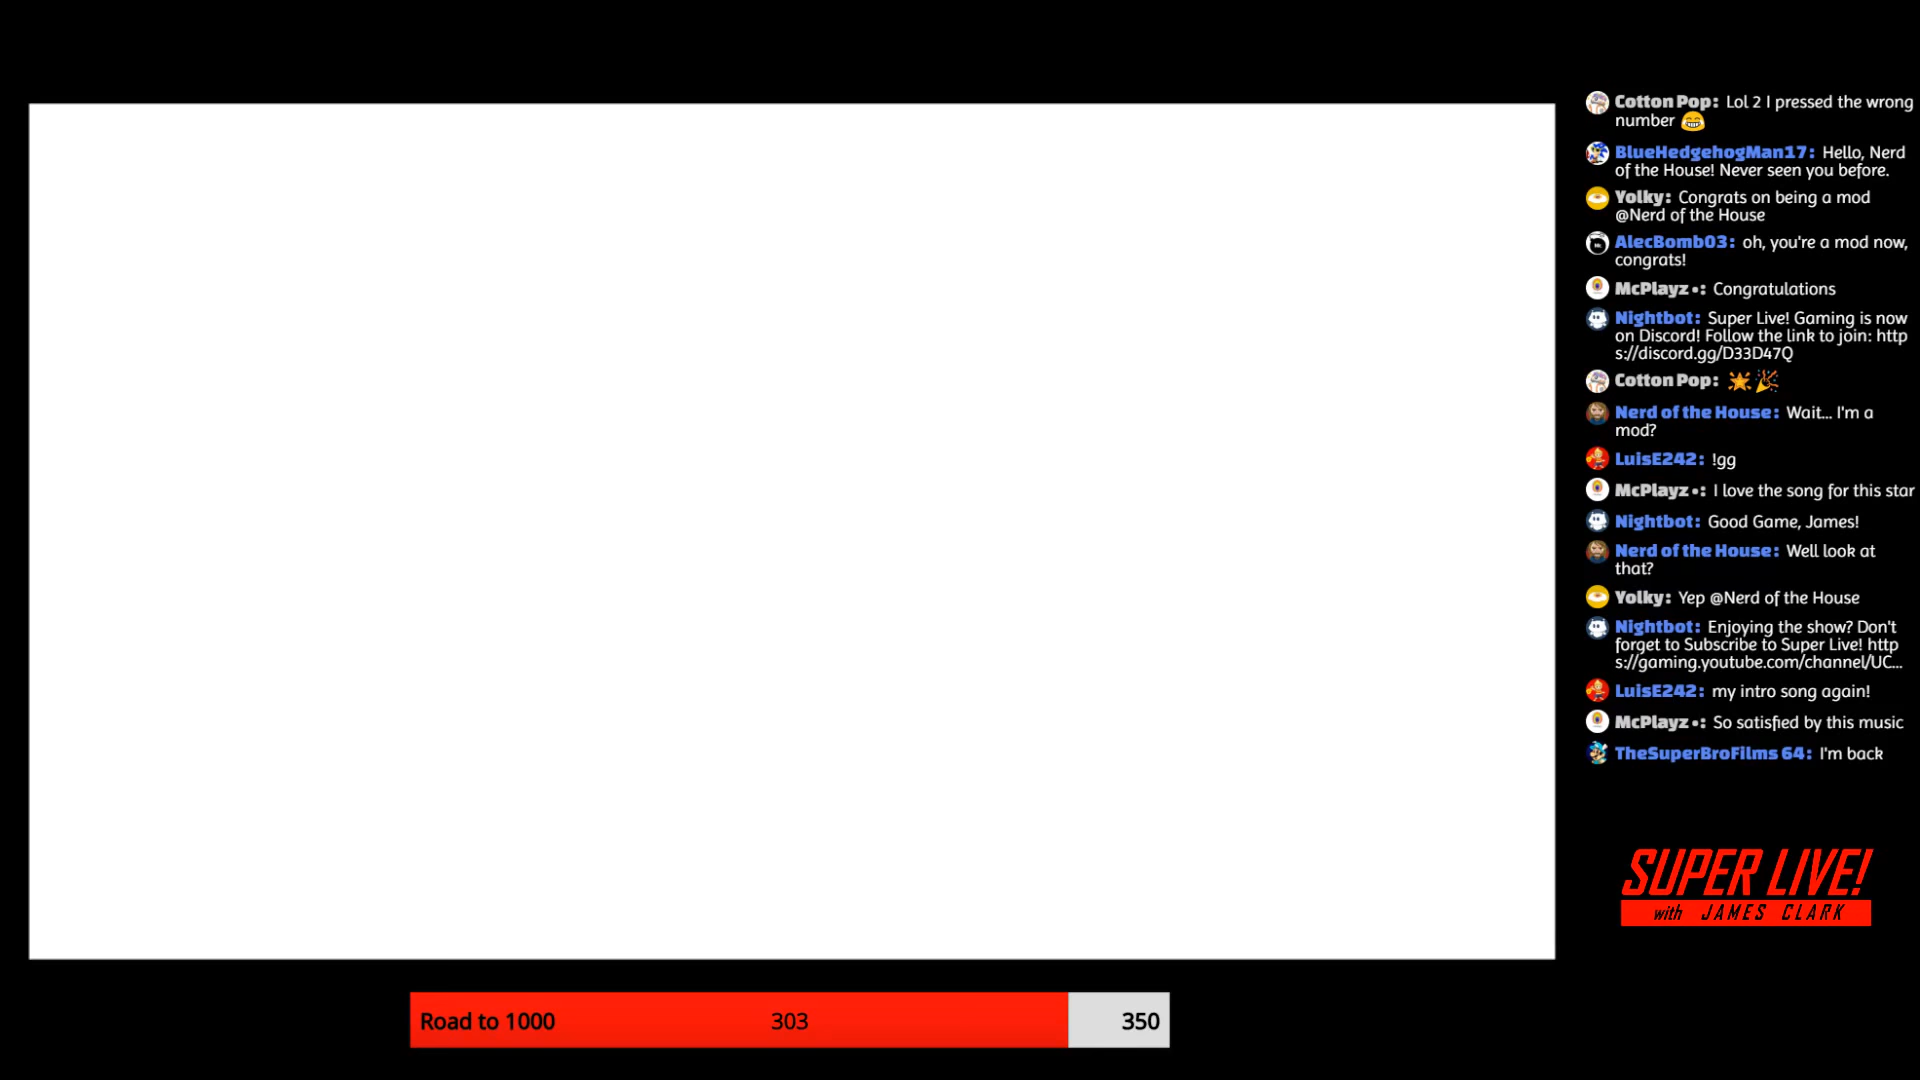 Cotton Pop: Lol 2 I pressed the wrong
number 😂
BlueHedgehogMan17: Hello, Nerd
of the House! Never seen you before.
Yolky: Congrats on being a mod
@Nerd of the House
AlecBomb03: oh, you're a mod now,
congrats!
McPlayz •: Congratulations
Nightbot: Super Live! Gaming is now
on Discord! Follow the link to join: http
s://discord.gg/D33D47Q
Cotton Pop: 🌟🎉
Nerd of the House: Wait... I'm a
mod?
LuisE242: !gg
McPlayz •: I love the song for this star
Nightbot: Good Game, James!
Nerd of the House: Well look at
that?
Yolky: Yep @Nerd of the House
Nightbot: Enjoying the show? Don't
forget to Subscribe to Super Live! http
s://gaming.youtube.com/channel/UC...
LuisE242: my intro song again!
McPlayz •: So satisfied by this music
TheSuperBroFilms 64: I'm back
SUPER LIVE!
with JAMES CLARK
Road to 1000 303 350